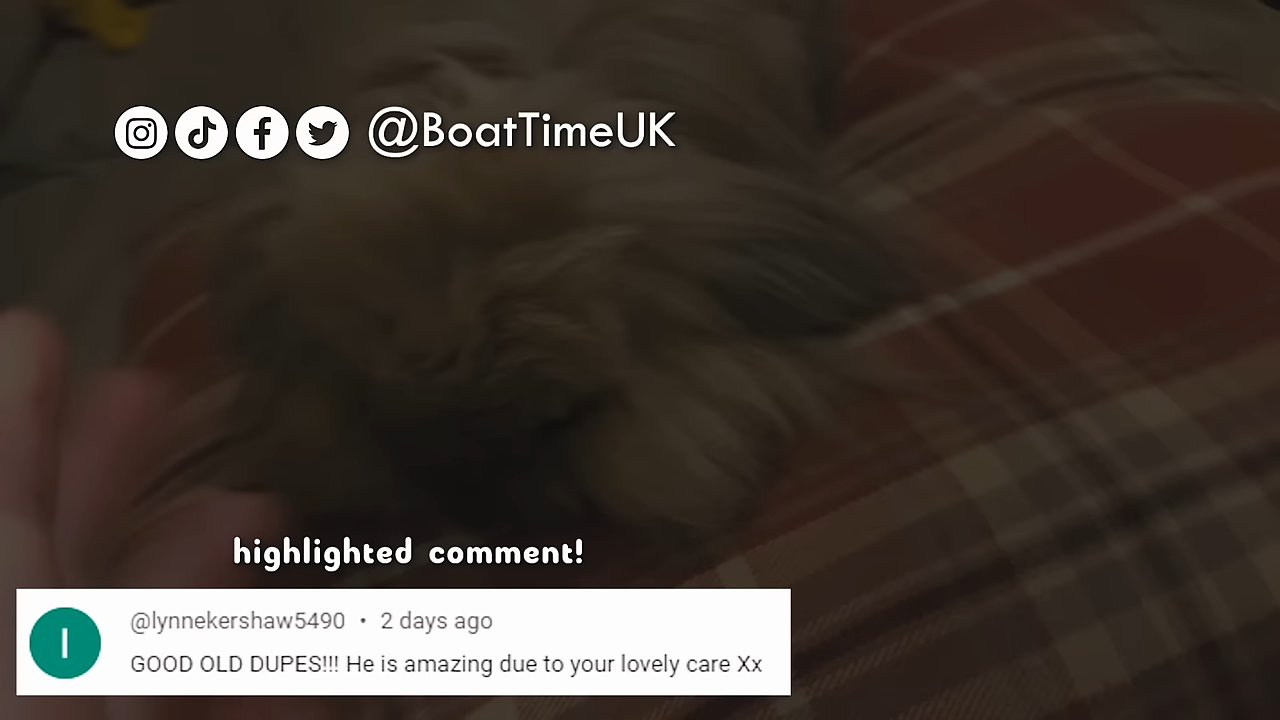 @BoatTimeUK
highlighted comment!
l
@lynnekershaw5490 • 2 days ago
GOOD OLD DUPES!!! He is amazing due to your lovely care Xx